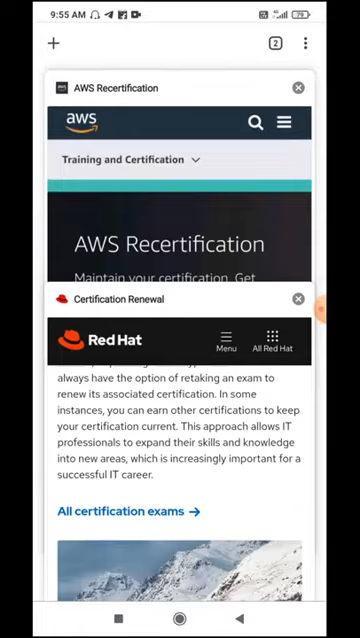 9:55 AM
79
2
AWS Recertification
aws
Training and Certification
AWS Recertification
Maintain your certification. Get
Certification Renewal
Red Hat
Menu
All Red Hat
always have the option of retaking an exam to
renew its associated certification. In some
instances, you can earn other certifications to keep
your certification current. This approach allows IT
professionals to expand their skills and knowledge
into new areas, which is increasingly important for a
successful IT career.
All certification exams →